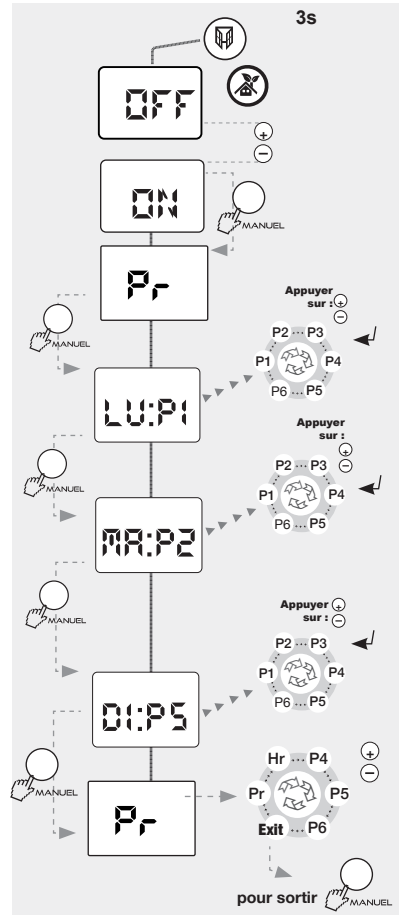 3s
OFF
+
−
ON
MANUEL
Pr
MANUEL
Appuyer
sur : +
−
P2 ... P3
P1 P4
P6 ... P5
LU:P1
Appuyer
sur :
+
−
MANUEL
P2 ... P3
P1 P4
P6 ... P5
MA:P2
MANUEL
Appuyer +
sur : −
P2 ... P3
P1 P4
P6 ... P5
DI:P5
MANUEL
Pr
Hr ... P4
+
−
Pr P5
Exit ... P6
pour sortir MANUEL